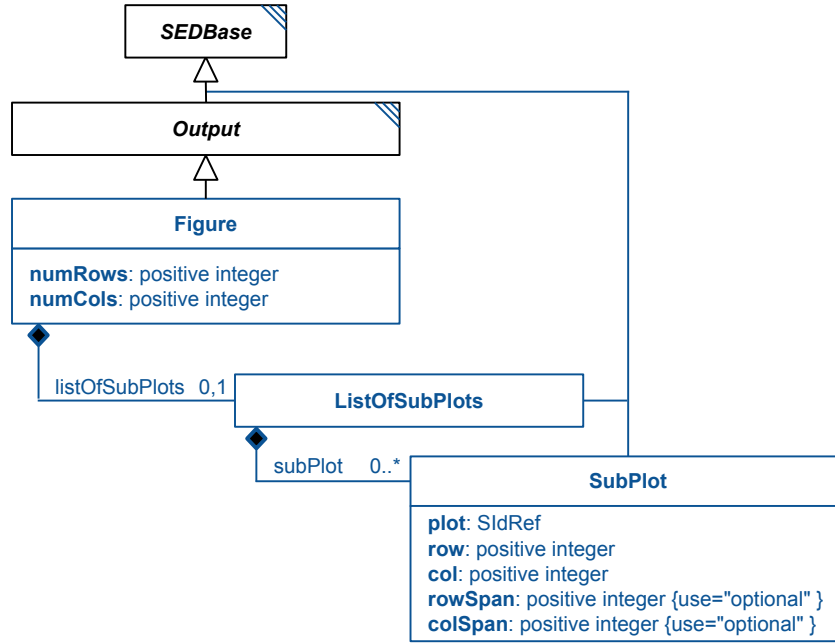 SEDBase
Output
Figure
numRows: positive integer
numCols: positive integer
listOfSubPlots 0,1
ListOfSubPlots
subPlot 0..*
SubPlot
plot: SIdRef
row: positive integer
col: positive integer
rowSpan: positive integer {use="optional" }
colSpan: positive integer {use="optional" }